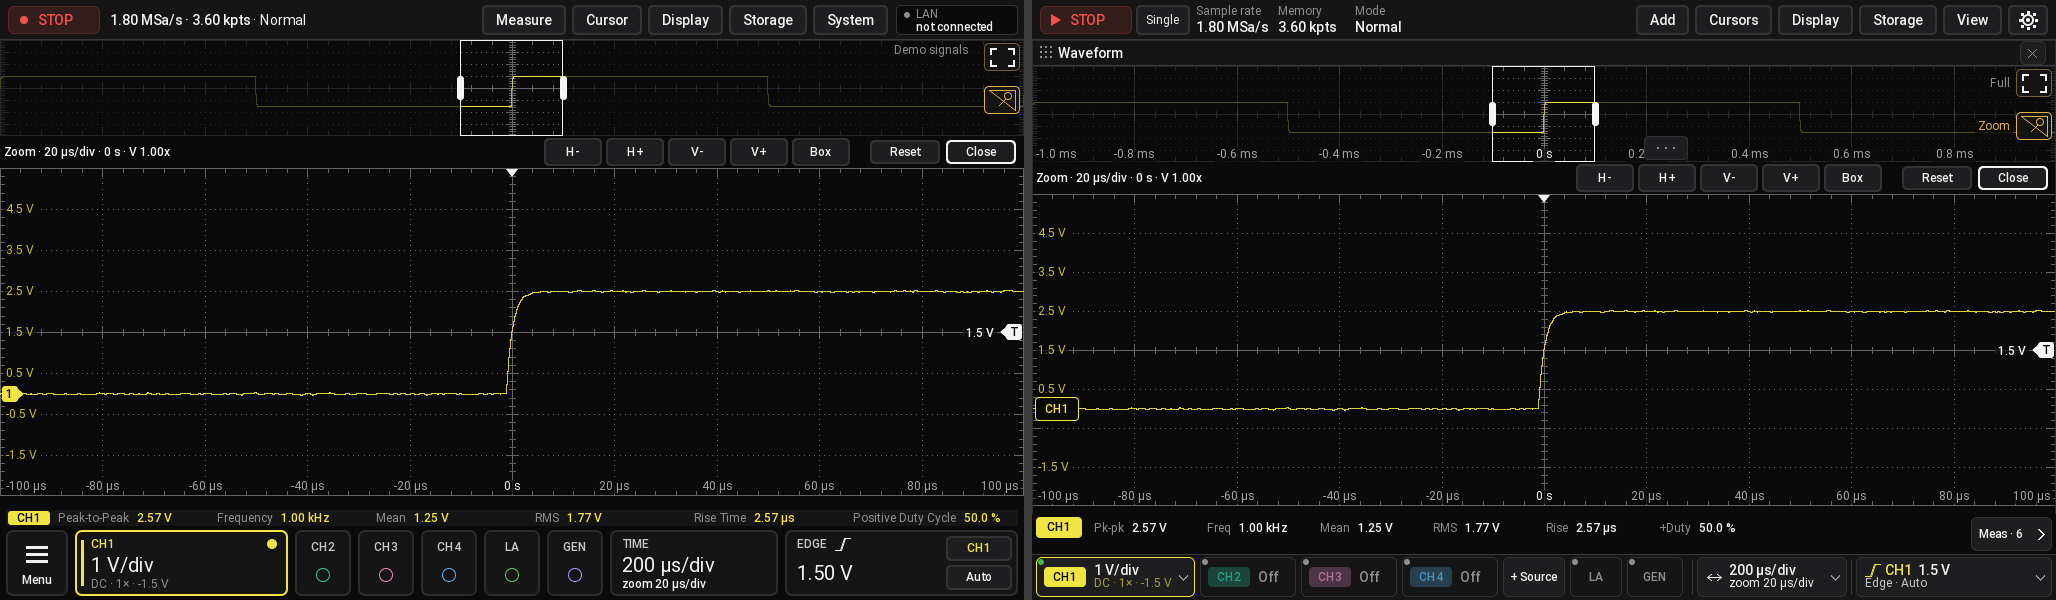 STOP 1.80 MSa/s · 3.60 kpts · Normal Measure Cursor Display Storage System LAN not connected
Demo signals
Zoom · 20 µs/div · 0 s · V 1.00x H- H+ V- V+ Box Reset Close
4.5 V
3.5 V
2.5 V
1.5 V 1.5 V T
0.5 V
1
-0.5 V
-1.5 V
-100 µs -80 µs -60 µs -40 µs -20 µs 0 s 20 µs 40 µs 60 µs 80 µs 100 µs
CH1 Peak-to-Peak 2.57 V Frequency 1.00 kHz Mean 1.25 V RMS 1.77 V Rise Time 2.57 µs Positive Duty Cycle 50.0 %
Menu
CH1
1 V/div
DC · 1× · -1.5 V
CH2 CH3 CH4 LA GEN
TIME
200 µs/div
zoom 20 µs/div
EDGE
1.50 V
CH1
Auto
STOP Single
Sample rate
1.80 MSa/s
Memory
3.60 kpts
Mode
Normal
Add Cursors Display Storage View
Waveform
Full
Zoom
-1.0 ms -0.8 ms -0.6 ms -0.4 ms -0.2 ms 0 s 0.2 ... 0.4 ms 0.6 ms 0.8 ms
Zoom · 20 µs/div · 0 s · V 1.00x H- H+ V- V+ Box Reset Close
4.5 V
3.5 V
2.5 V
1.5 V 1.5 V T
0.5 V
CH1
-1.5 V
-100 µs -80 µs -60 µs -40 µs -20 µs 0 s 20 µs 40 µs 60 µs 80 µs 100 µs
CH1 Pk-pk 2.57 V Freq 1.00 kHz Mean 1.25 V RMS 1.77 V Rise 2.57 µs +Duty 50.0 % Meas · 6
CH1
1 V/div
DC · 1× · -1.5 V
CH2 Off CH3 Off CH4 Off +Source LA GEN
200 µs/div
zoom 20 µs/div
CH1 1.5 V
Edge · Auto